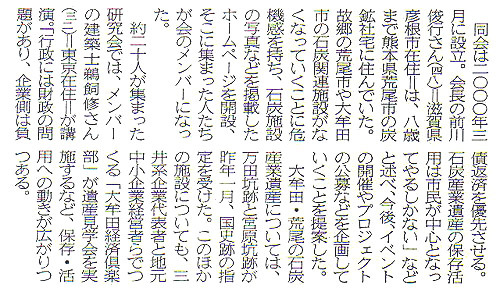 同会は二〇〇〇年三
月に設立。会長の前川
俊行さん(四八)＝滋賀県
彦根市在住＝は、八歳
まで熊本県荒尾市の炭
鉱社宅に住んでいた。
故郷の荒尾市や大牟田
市の石炭関連施設がな
くなっていくことに危
機感を持ち、石炭施設
の写真などを掲載した
ホームページを開設、
そこに集まった人たち
が会のメンバーになっ
た。
約二十人が集まった
研究会では、メンバー
の建築士鵜飼修さん
(三二)＝東京在住＝が講
演。「行政には財政の問
題があり、企業側は負
債返済を優先させる。
石炭産業遺産の保存活
用は市民が中心となっ
てやるしかない」など
と述べ、今後イベント
の開催やプロジェクト
の公募などを企画して
いくことを提案した。
大牟田・荒尾の石炭
産業遺産については、
万田坑跡と宮原坑跡が
昨年一月、国史跡の指
定を受けた。このほか
の施設についても、三
井系企業代表者と地元
中小企業経営者らでつ
くる「大牟田経済倶楽
部」が遺産見学会を実
施するなど、保存・活
用への動きが広がりつ
つある。